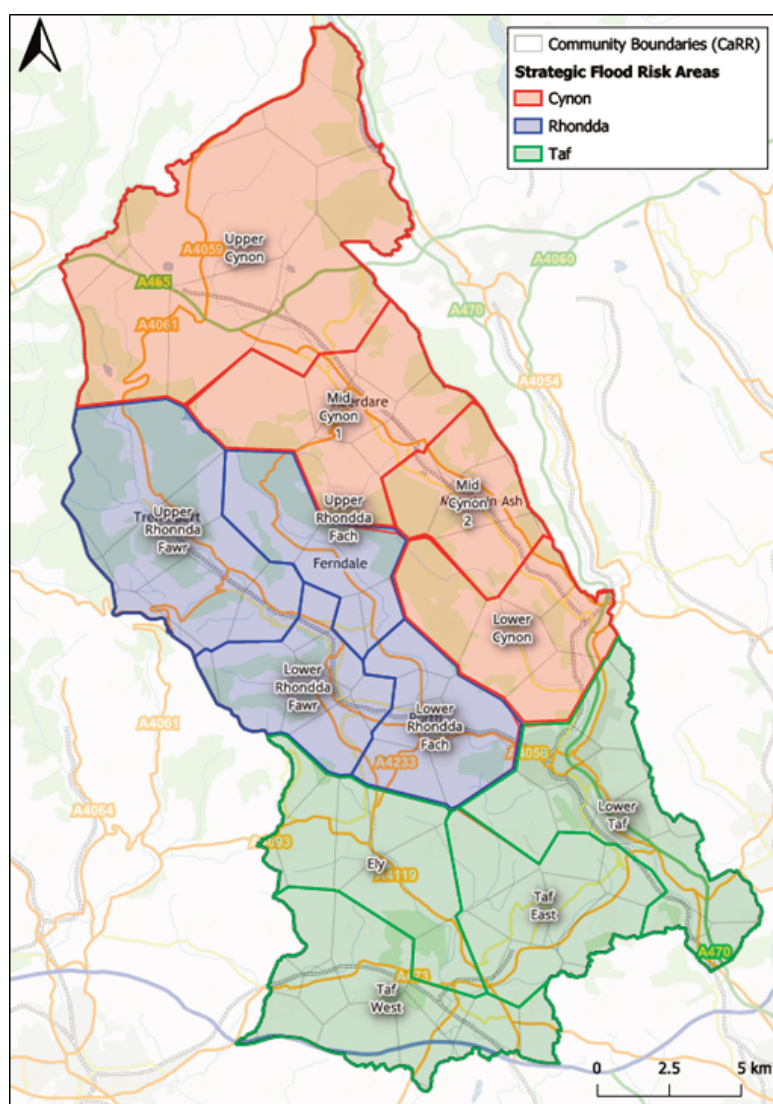 Community Boundaries (CaRR)
Strategic Flood Risk Areas
Cynon
Rhondda
Taf
Upper
Cynon
A4059
A465
A4061
A4060
A470
A4054
Mid
Cynon
1
Mid
Cynon
2
Upper
Rhonnda
Fawr
Upper
Rhondda
Fach
Ferndale
Lower
Cynon
Lower
Rhondda
Fawr
Lower
Rhondda
Fach
A4061
A4233
A4058
A4064
Lower
Taf
Ely
A4119
Taf
East
A470
Taf
West
0 2.5 5 km